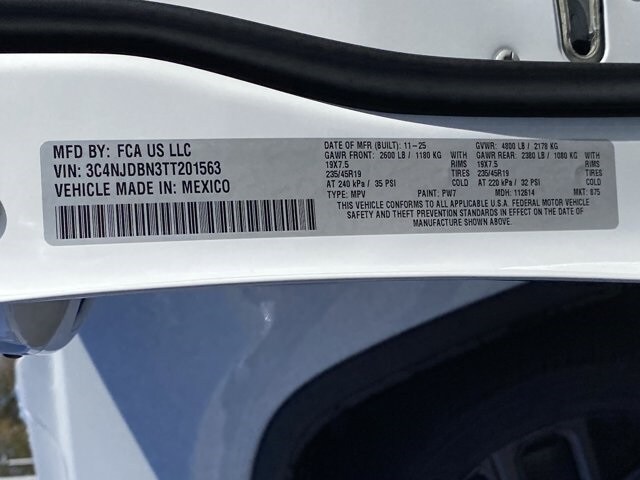 MFD BY: FCA US LLC
VIN: 3C4NJDBN3TT201563
VEHICLE MADE IN: MEXICO
DATE OF MFR (BUILT): 11-25 GVWR: 4800 LB / 2178 KG
GAWR FRONT: 2600 LB / 1180 KG GAWR REAR: 2380 LB / 1080 KG
19X7.5 TIRES 19X7.5 TIRES
235/45R19 235/45R19
AT 240 kPa / 35 PSI COLD AT 220 kPa / 32 PSI COLD
TYPE: MPV PAINT: PW7 MDH: 112614 MKT: 675
THIS VEHICLE CONFORMS TO ALL APPLICABLE U.S.A. FEDERAL MOTOR VEHICLE
SAFETY AND THEFT PREVENTION STANDARDS IN EFFECT ON THE DATE OF
MANUFACTURE SHOWN ABOVE.